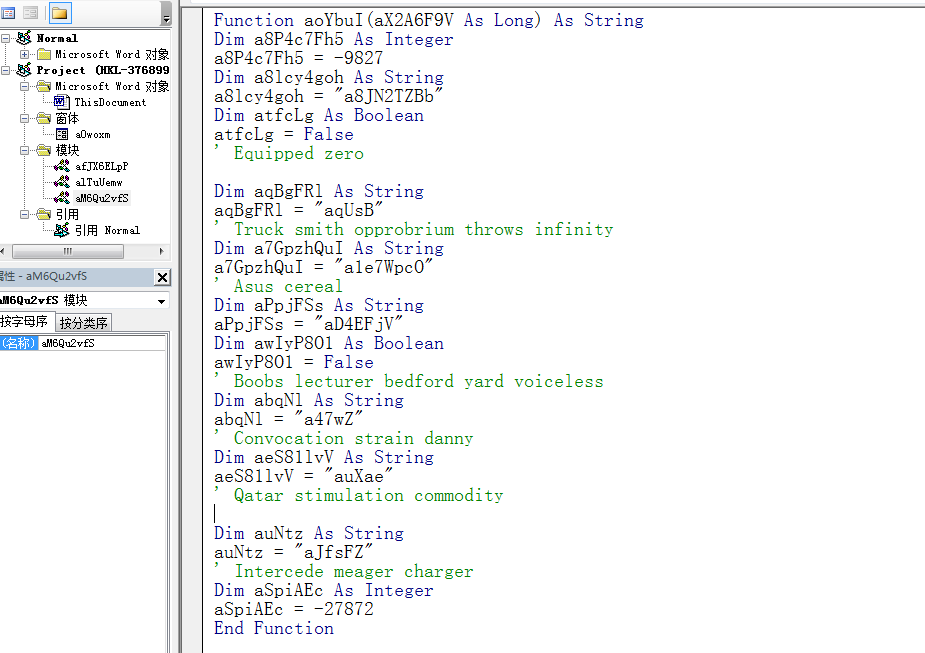 Normal
Microsoft Word 对象
Project (HKL-376899
Microsoft Word 对象
ThisDocument
窗体
aOwoxm
模块
afJX6ELpP
alTuUemw
aM6Qu2vfS
引用
引用 Normal
属性 - aM6Qu2vfS
aM6Qu2vfS 模块
按字母序 按分类序
(名称) aM6Qu2vfS
Function aoYbuI(aX2A6F9V As Long) As String
Dim a8P4c7Fh5 As Integer
a8P4c7Fh5 = -9827
Dim a8lcy4goh As String
a8lcy4goh = "a8JN2TZBb"
Dim atfcLg As Boolean
atfcLg = False
' Equipped zero
Dim aqBgFRl As String
aqBgFRl = "aqUsB"
' Truck smith opprobrium throws infinity
Dim a7GpzhQuI As String
a7GpzhQuI = "a1e7WpcO"
' Asus cereal
Dim aPpjFSs As String
aPpjFSs = "aD4EFjV"
Dim awIyP8O1 As Boolean
awIyP8O1 = False
' Boobs lecturer bedford yard voiceless
Dim abqNl As String
abqNl = "a47wZ"
' Convocation strain danny
Dim aeS81lvV As String
aeS81lvV = "auXae"
' Qatar stimulation commodity
Dim auNtz As String
auNtz = "aJfsFZ"
' Intercede meager charger
Dim aSpiAEc As Integer
aSpiAEc = -27872
End Function